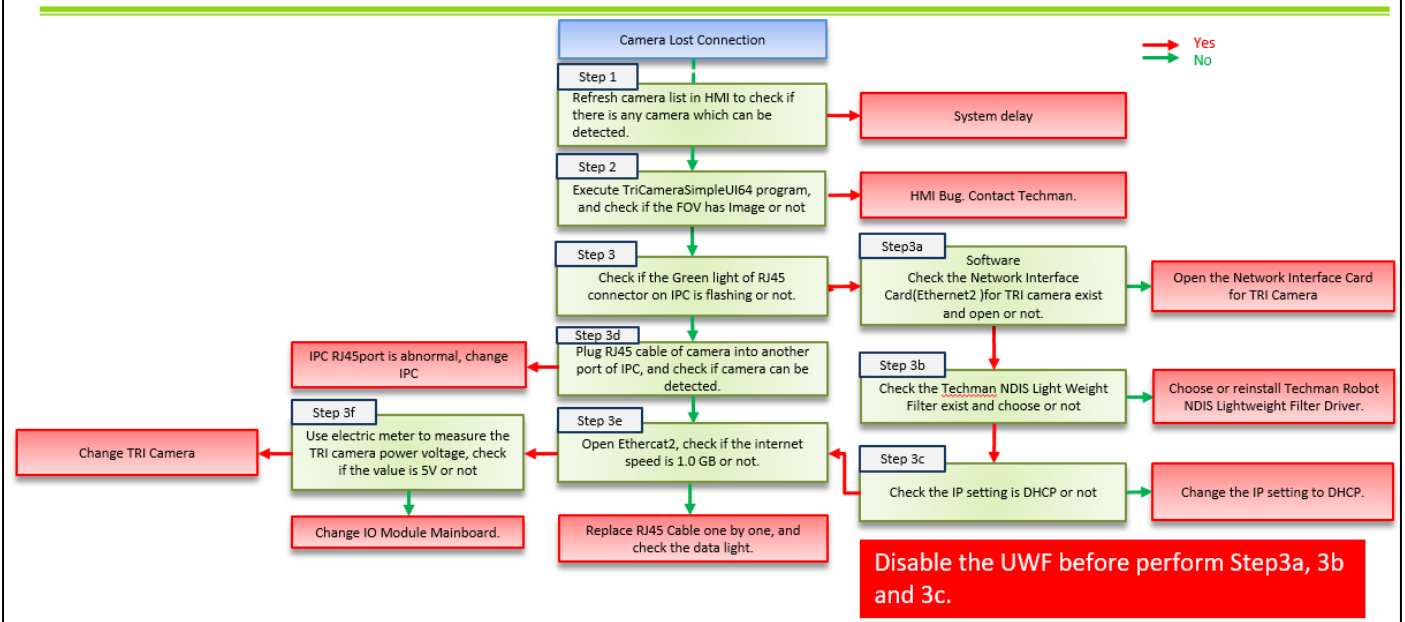 Camera Lost Connection
Yes
No
Step 1
Refresh camera list in HMI to check if
there is any camera which can be
detected.
System delay
Step 2
Execute TriCameraSimpleUI64 program,
and check if the FOV has Image or not
HMI Bug. Contact Techman.
Step 3
Check if the Green light of RJ45
connector on IPC is flashing or not.
Step3a
Software
Check the Network Interface
Card(Ethernet2 )for TRI camera exist
and open or not.
Open the Network Interface Card
for TRI Camera
Step 3d
Plug RJ45 cable of camera into another
port of IPC, and check if camera can be
detected.
IPC RJ45port is abnormal, change
IPC
Step 3b
Check the Techman NDIS Light Weight
Filter exist and choose or not
Choose or reinstall Techman Robot
NDIS Lightweight Filter Driver.
Step 3f
Use electric meter to measure the
TRI camera power voltage, check
if the value is 5V or not
Change TRI Camera
Step 3e
Open Ethercat2, check if the internet
speed is 1.0 GB or not.
Step 3c
Check the IP setting is DHCP or not
Change the IP setting to DHCP.
Change IO Module Mainboard.
Replace RJ45 Cable one by one, and
check the data light.
Disable the UWF before perform Step3a, 3b
and 3c.